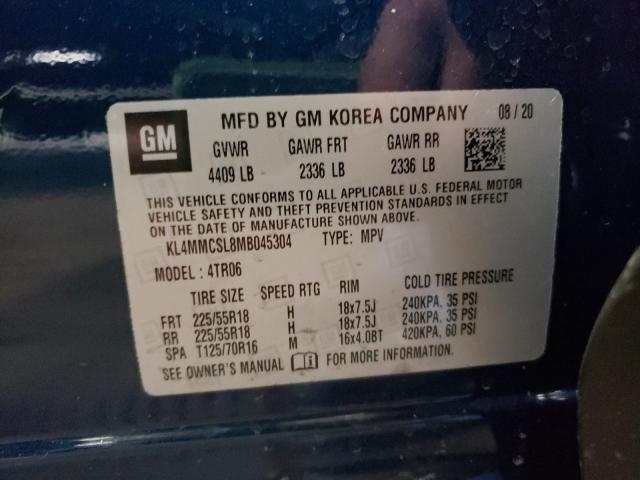 GM
MFD BY GM KOREA COMPANY 08 / 20
GVWR GAWR FRT GAWR RR
4409 LB 2336 LB 2336 LB
THIS VEHICLE CONFORMS TO ALL APPLICABLE U.S. FEDERAL MOTOR
VEHICLE SAFETY AND THEFT PREVENTION STANDARDS IN EFFECT
ON THE DATE OF MANUFACTURE SHOWN ABOVE.
KL4MMCSL8MB045304 TYPE: MPV
MODEL : 4TR06
TIRE SIZE SPEED RTG RIM COLD TIRE PRESSURE
FRT 225/55R18 H 18x7.5J 240KPA, 35 PSI
RR 225/55R18 H 18x7.5J 240KPA, 35 PSI
SPA T125/70R16 M 16x4.0BT 420KPA, 60 PSI
SEE OWNER'S MANUAL FOR MORE INFORMATION.